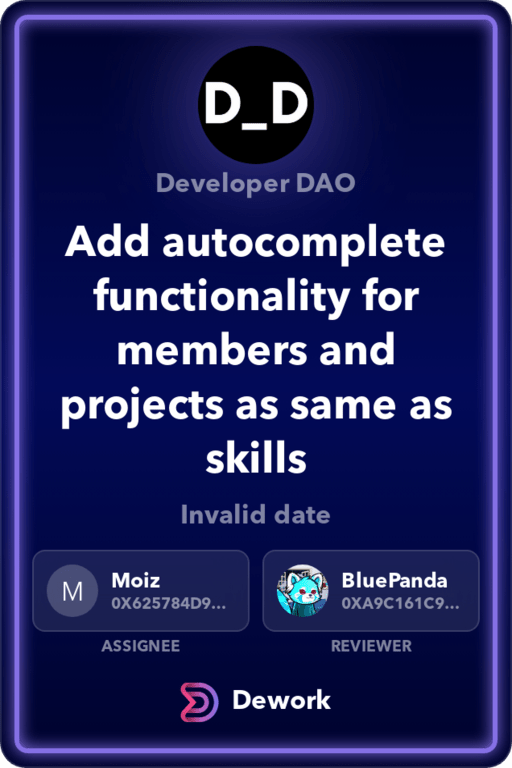 D_D
Developer DAO
Add autocomplete
functionality for
members and
projects as same as
skills
Invalid date
M
Moiz
0X625784D9...
BluePanda
0XA9C161C9...
ASSIGNEE
REVIEWER
Dework